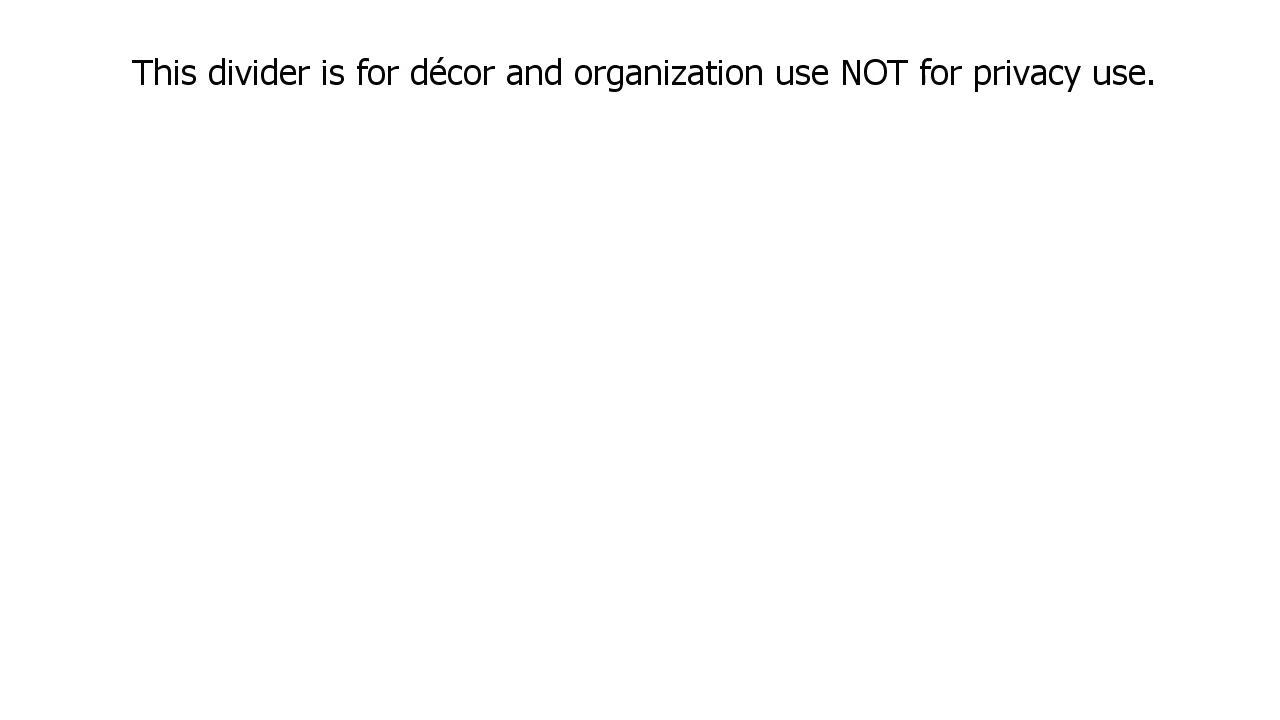 This divider is for décor and organization use NOT for privacy use.